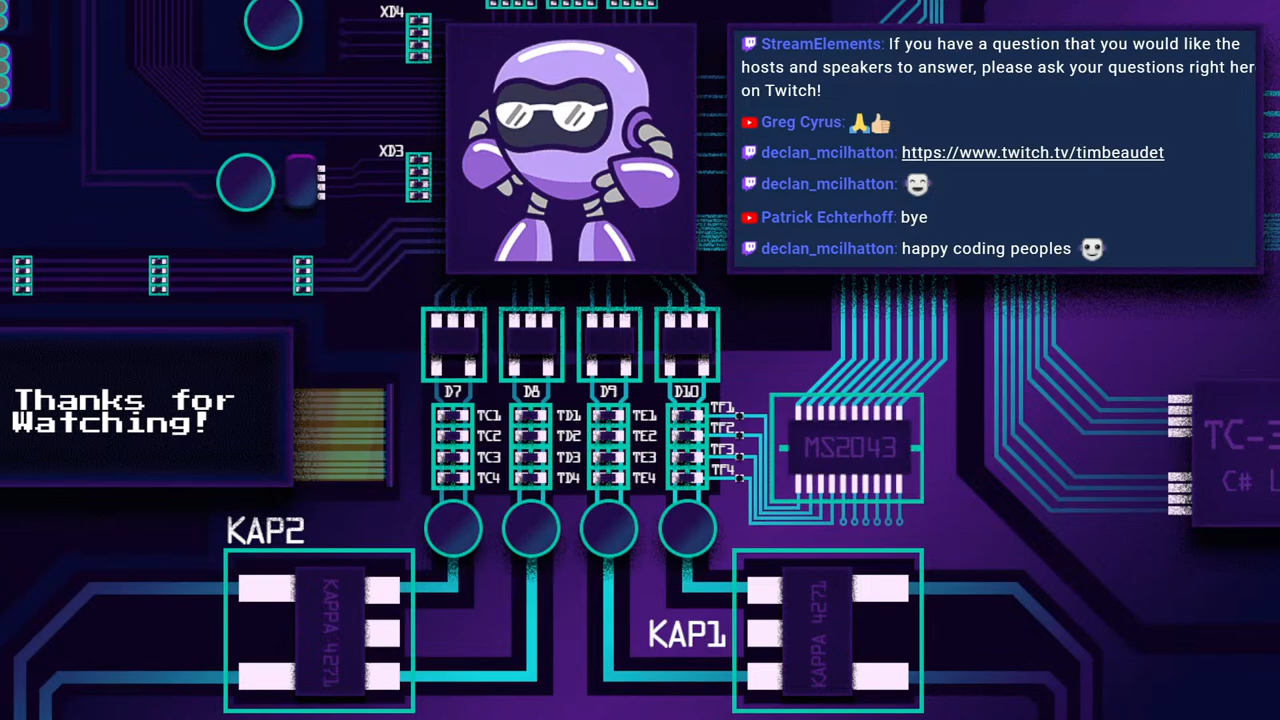 XD4
StreamElements: If you have a question that you would like the
hosts and speakers to answer, please ask your questions right here
on Twitch!
Greg Cyrus: 🙏👍🏼
XD3
declan_mcilhatton: https://www.twitch.tv/timbeaudet
declan_mcilhatton:
Patrick Echterhoff: bye
declan_mcilhatton: happy coding peoples
Thanks for
Watching!
D7 D8 D9 D10
TC1 TD1 TE1 TF1
TC2 TD2 TE2 TF2
TC3 TD3 TE3 TF3
TC4 TD4 TE4 TF4
MS2043
TC-3
C# L
KAP2
KAPPA 4271
KAP1
KAPPA 4271